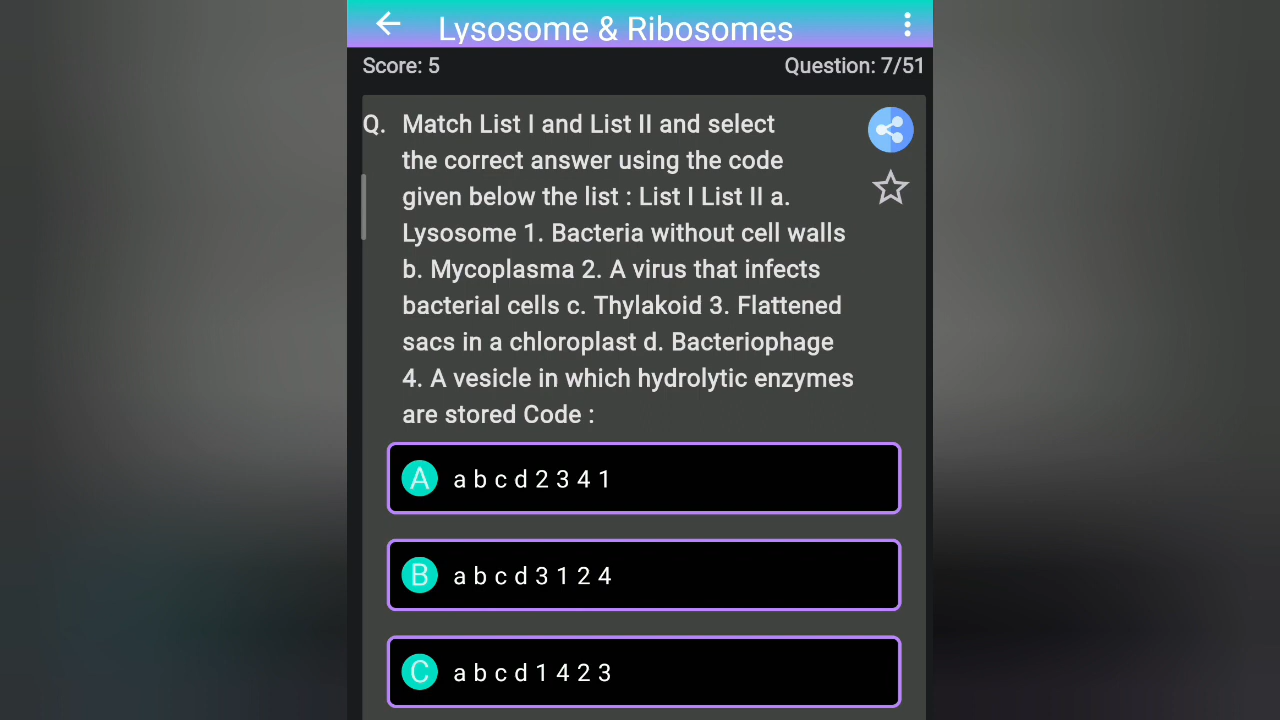 Lysosome & Ribosomes
Score: 5
Question: 7/51
Q. Match List I and List II and select
the correct answer using the code
given below the list : List I List II a.
Lysosome 1. Bacteria without cell walls
b. Mycoplasma 2. A virus that infects
bacterial cells c. Thylakoid 3. Flattened
sacs in a chloroplast d. Bacteriophage
4. A vesicle in which hydrolytic enzymes
are stored Code :
A a b c d 2 3 4 1
B a b c d 3 1 2 4
C a b c d 1 4 2 3